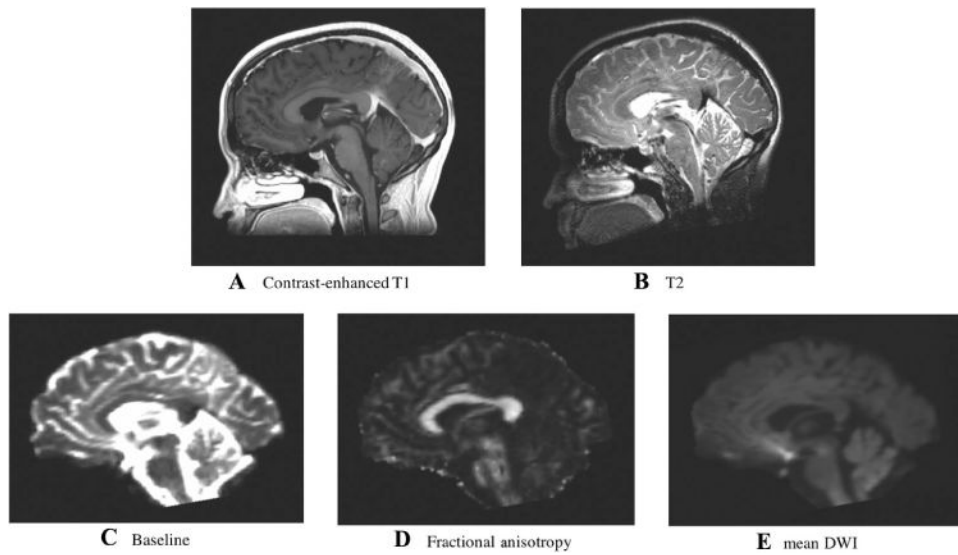 A Contrast-enhanced T1
B T2
C Baseline
D Fractional anisotropy
E mean DWI